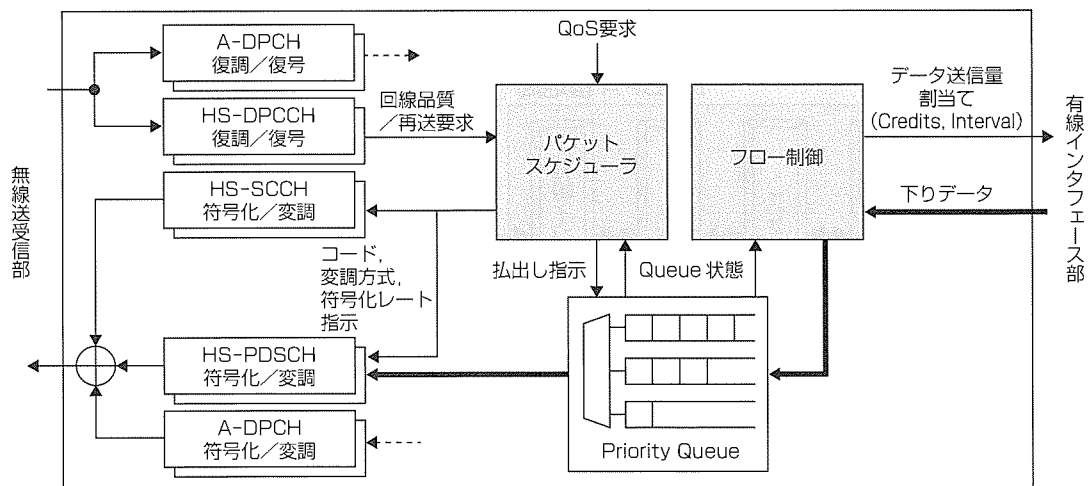 A-DPCH
復調／復号
HS-DPCCH
復調／復号
回線品質
／再送要求
QoS要求
パケット
スケジューラ
フロー制御
データ送信量
割当て
(Credits, Interval)
下りデータ
有線インタフェース部
無線送受信部
HS-SCCH
符号化／変調
コード,
変調方式,
符号化レート
指示
払出し指示
Queue 状態
HS-PDSCH
符号化／変調
A-DPCH
符号化／変調
Priority Queue